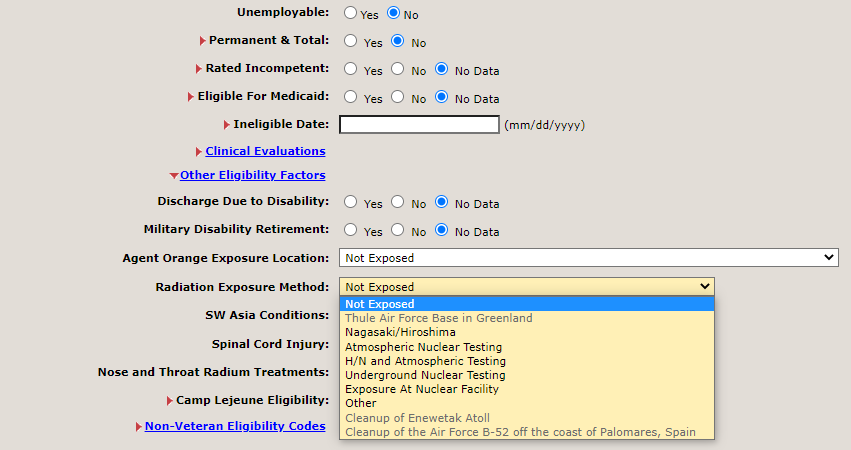 Unemployable: Yes No
Permanent & Total: Yes No
Rated Incompetent: Yes No No Data
Eligible For Medicaid: Yes No No Data
Ineligible Date: (mm/dd/yyyy)
Clinical Evaluations
Other Eligibility Factors
Discharge Due to Disability: Yes No No Data
Military Disability Retirement: Yes No No Data
Agent Orange Exposure Location: Not Exposed
Radiation Exposure Method: Not Exposed
Not Exposed
SW Asia Conditions: Thule Air Force Base in Greenland
Nagasaki/Hiroshima
Spinal Cord Injury: Atmospheric Nuclear Testing
H/N and Atmospheric Testing
Nose and Throat Radium Treatments: Underground Nuclear Testing
Exposure At Nuclear Facility
Camp Lejeune Eligibility: Other
Cleanup of Enewetak Atoll
Non-Veteran Eligibility Codes Cleanup of the Air Force B-52 off the coast of Palomares, Spain